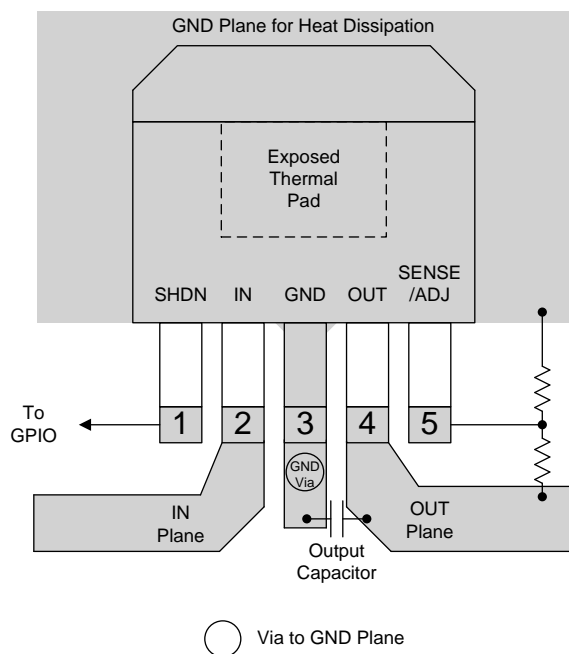 GND Plane for Heat Dissipation
Exposed
Thermal
Pad
SENSE
/ADJ
SHDN
IN
GND
OUT
To
GPIO
1
2
3
4
5
GND
Via
IN
Plane
OUT
Plane
Output
Capacitor
Via to GND Plane